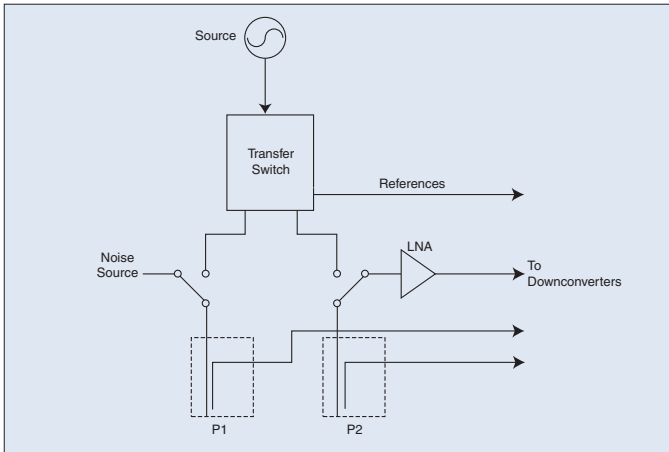 Source
Transfer
Switch
References
Noise
Source
LNA
To
Downconverters
P1
P2